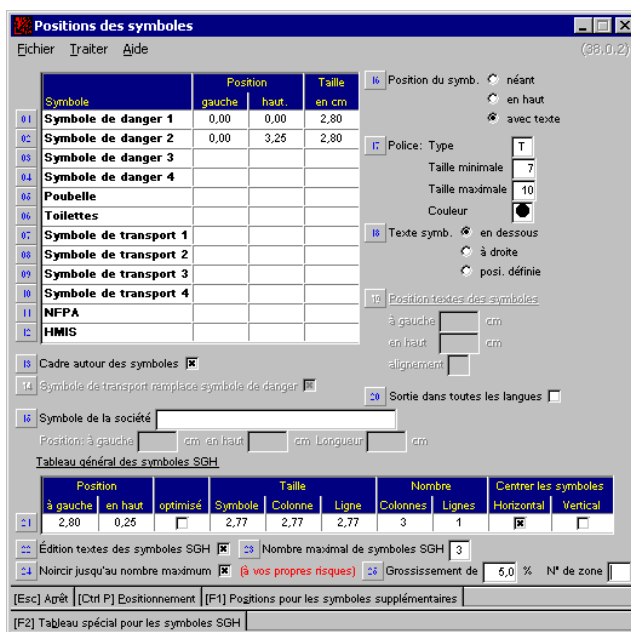 Positions des symboles
Fichier Traiter Aide (38.0.2)
Position Taille
Symbole gauche haut. en cm
01 Symbole de danger 1 0,00 0,00 2,80
02 Symbole de danger 2 0,00 3,25 2,80
03 Symbole de danger 3
04 Symbole de danger 4
05 Poubelle
06 Toilettes
07 Symbole de transport 1
08 Symbole de transport 2
09 Symbole de transport 3
10 Symbole de transport 4
11 NFPA
12 HMIS
13 Cadre autour des symboles
14 Symbole de transport remplace symbole de danger
16 Position du symb. néant
en haut
avec texte
17 Police: Type T
Taille minimale 7
Taille maximale 10
Couleur
18 Texte symb. en dessous
à droite
posi. définie
19 Position textes des symboles
à gauche cm
en haut cm
alignement
20 Sortie dans toutes les langues
15 Symbole de la société
Position: à gauche cm en haut cm Longueur cm
Tableau général des symboles SGH
Position Taille Nombre Centrer les symboles
à gauche en haut optimisé Symbole Colonne Ligne Colonnes Lignes Horizontal Vertical
21 2,80 0,25 2,77 2,77 2,77 3 1
22 Édition textes des symboles SGH 23 Nombre maximal de symboles SGH 3
24 Noircir jusqu'au nombre maximum (à vos propres risques) 25 Grossissement de 5,0 % N° de zone
[Esc] Arrêt [Ctrl P] Positionnement [F1] Positions pour les symboles supplémentaires
[F2] Tableau spécial pour les symboles SGH